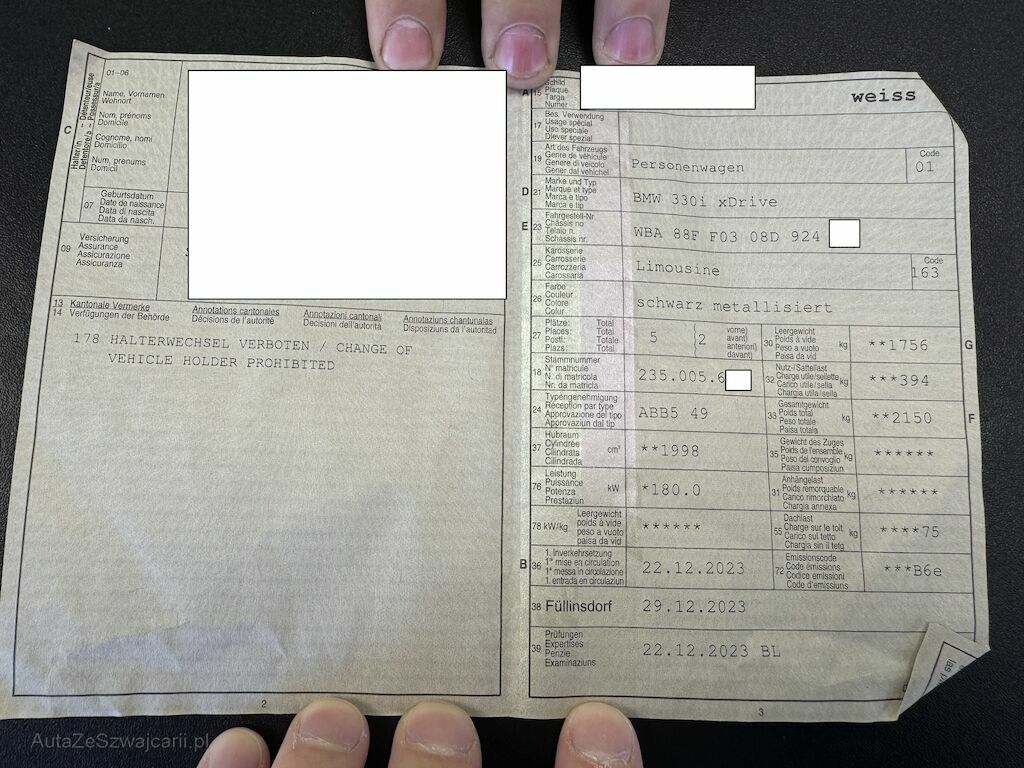 C
Halter/in – Détenteur/euse
Detentore/a – Possessur/a
01–06
Name, Vornamen
Wohnort
Nom, prénoms
Domicile
Cognome, nomi
Domicilio
Num, prenums
Domicil
07
Geburtsdatum
Date de naissance
Data di nascita
Data da nasch.
09
Versicherung
Assurance
Assicurazione
Assicuranza
13 Kantonale Vermerke
14 Verfügungen der Behörde
Annotations cantonales
Décisions de l'autorité
Annotazioni cantonali
Decisioni dell'autorità
Annotaziuns chantunalas
Disposiziuns da l'autoritad
178 HALTERWECHSEL VERBOTEN / CHANGE OF
VEHICLE HOLDER PROHIBITED
2
A 15
Schild
Plaque
Targa
Numer
weiss
17
Bes. Verwendung
Usage spécial
Uso speciale
Diever spezial
19
Art des Fahrzeugs
Genre de véhicule
Genere di veicolo
Gener dal vehichel
Personenwagen
Code
01
D 21
Marke und Typ
Marque et type
Marca e tipo
Marca e tip
BMW 330i xDrive
E 23
Fahrgestell-Nr.
Châssis no
Telaio n.
Schassis nr.
WBA 88F F03 08D 924
25
Karosserie
Carrosserie
Carrozzeria
Carossaria
Limousine
Code
163
26
Farbe
Couleur
Colore
Colur
schwarz metallisiert
27
Plätze: Total
Places: Total
Posti: Totale
Plazs: Total
5 2
vorne)
avant)
anteriori)
davant)
30
Leergewicht
Poids à vide
Peso a vuoto
Paisa da vid
kg
**1756
G
18
Stammnummer
N° matricule
N. di matricola
Nr. da matricla
235.005.6
32
Nutz-/Sattellast
Charge utile/sellette
Carico utile/sella
Chargia utila/sella
kg
***394
24
Typengenehmigung
Réception par type
Approvazione del tipo
Approvaziun dal tip
ABB5 49
33
Gesamtgewicht
Poids total
Peso totale
Paisa totala
kg
**2150
F
37
Hubraum
Cylindrée
Cilindrata
Cilindrada
cm³
**1998
35
Gewicht des Zuges
Poids de l'ensemble
Peso del convoglio
Paisa cumposiziun
kg
******
76
Leistung
Puissance
Potenza
Prestaziun
kW
*180.0
31
Anhängelast
Poids remorquable
Carico rimorchiato
Chargia annexa
kg
******
78 kW/kg
Leergewicht
poids à vide
peso a vuoto
paisa da vid
******
55
Dachlast
Charge sur le toit
Carico sul tetto
Chargia sin il tetg
kg
****75
B 36
1. Inverkehrsetzung
1re mise en circulation
1a messa in circolazione
1. entrada en circulaziun
22.12.2023
72
Emissionscode
Code émissions
Codice emissioni
Code d'emissiuns
***B6e
38 Füllinsdorf
29.12.2023
39
Prüfungen
Expertises
Perizie
Examinaziuns
22.12.2023 BL
3
AutaZeSzwajcarii.pl